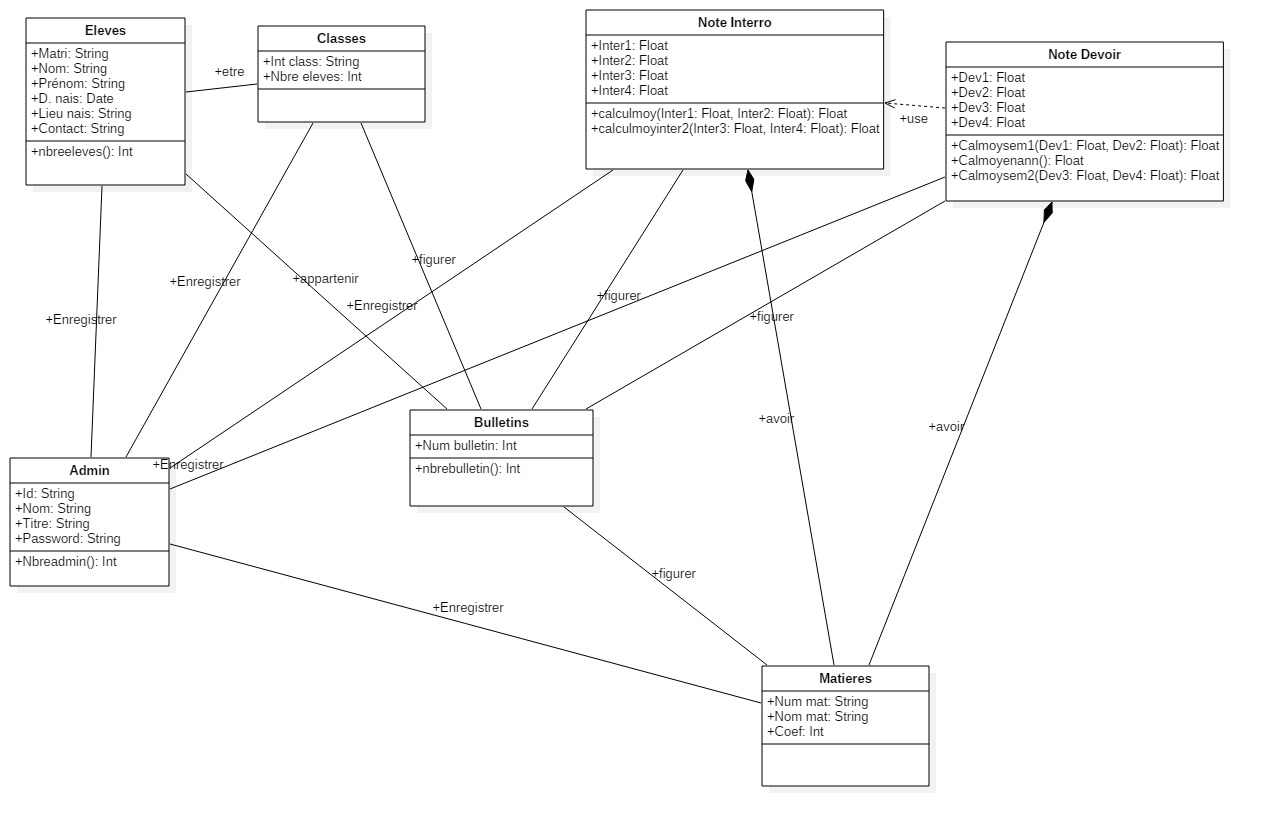 Eleves
+Matri: String
+Nom: String
+Prénom: String
+D. nais: Date
+Lieu nais: String
+Contact: String
+nbreeleves(): Int
+etre
Classes
+Int class: String
+Nbre eleves: Int
Note Interro
+Inter1: Float
+Inter2: Float
+Inter3: Float
+Inter4: Float
+calculmoy(Inter1: Float, Inter2: Float): Float
+calculmoyinter2(Inter3: Float, Inter4: Float): Float
+use
Note Devoir
+Dev1: Float
+Dev2: Float
+Dev3: Float
+Dev4: Float
+Calmoysem1(Dev1: Float, Dev2: Float): Float
+Calmoyenann(): Float
+Calmoysem2(Dev3: Float, Dev4: Float): Float
+figurer
+Enregistrer
+appartenir
+Enregistrer
+figurer
+Enregistrer
+figurer
+avoir
+avoir
Bulletins
+Num bulletin: Int
+nbrebulletin(): Int
+Enregistrer
Admin
+Id: String
+Nom: String
+Titre: String
+Password: String
+Nbreadmin(): Int
+figurer
+Enregistrer
Matieres
+Num mat: String
+Nom mat: String
+Coef: Int